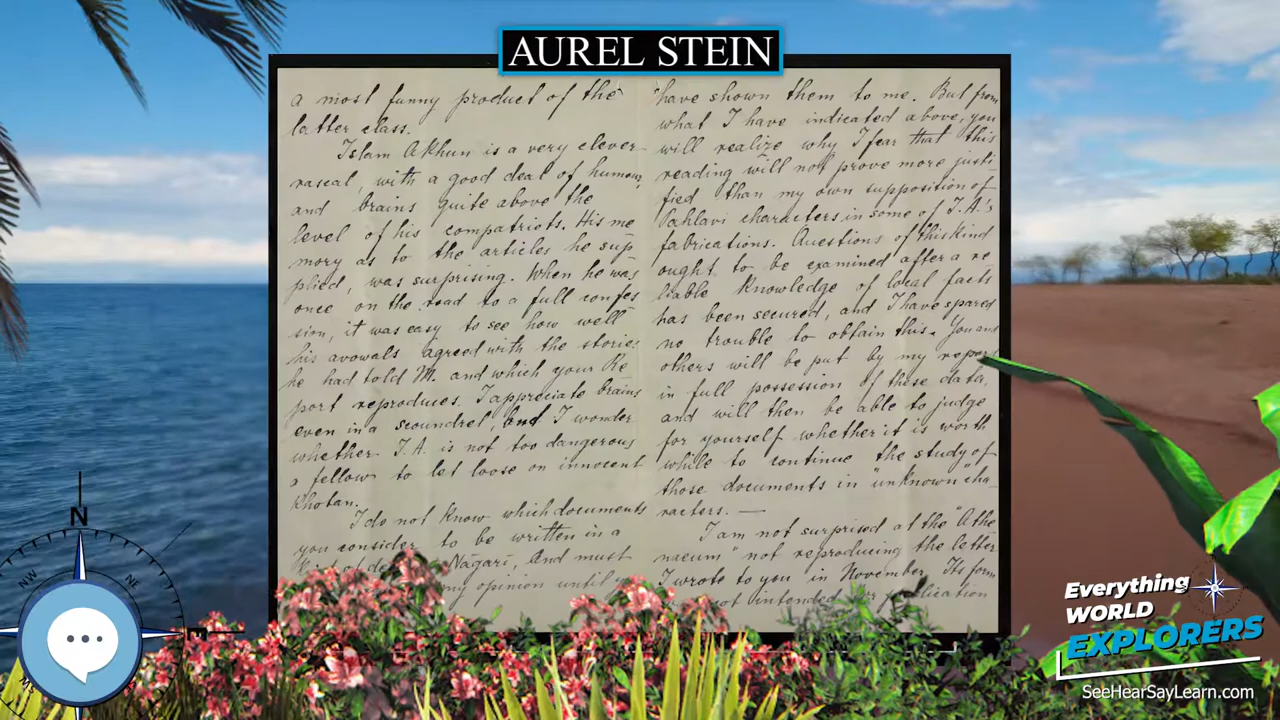 AUREL STEIN
a most funny product of the
latter class.
Islam Akhun is a very clever
rascal, with a good deal of humour,
and brains quite above the
level of his compatriots. His me
mory as to the articles he sup
plied, was surprising. When he was
once on the road to a full confes
sion, it was easy to see how well
his avowals agreed with the stories
he had told M. and which your Re
port reproduces. I appreciate brains
even in a scoundrel, and I wonder
whether I.A. is not too dangerous
a fellow to let loose on innocent
Khotan.
I do not know which documents
you consider to be written in a
Nagari, and must
my opinion until
have shown them to me. But from
what I have indicated above, you
will realize why I fear that this
reading will not prove more justi
fied than my own supposition of
Pahlavi characters in some of I.A.'s
fabrications. Questions of this kind
ought to be examined after a re
liable knowledge of local facts
has been secured, and I have spared
no trouble to obtain this. You and
others will be put by my report
in full possession of these data,
and will then be able to judge
for yourself whether it is worth
while to continue the study of
those documents in "unknown" cha
racters. —
I am not surprised at the "Athe
naeum" not reproducing the letter
I wrote to you in November. Its form
not intended for publication
N
NW
NE
E
Everything
WORLD
EXPLORERS
SeeHearSayLearn.com